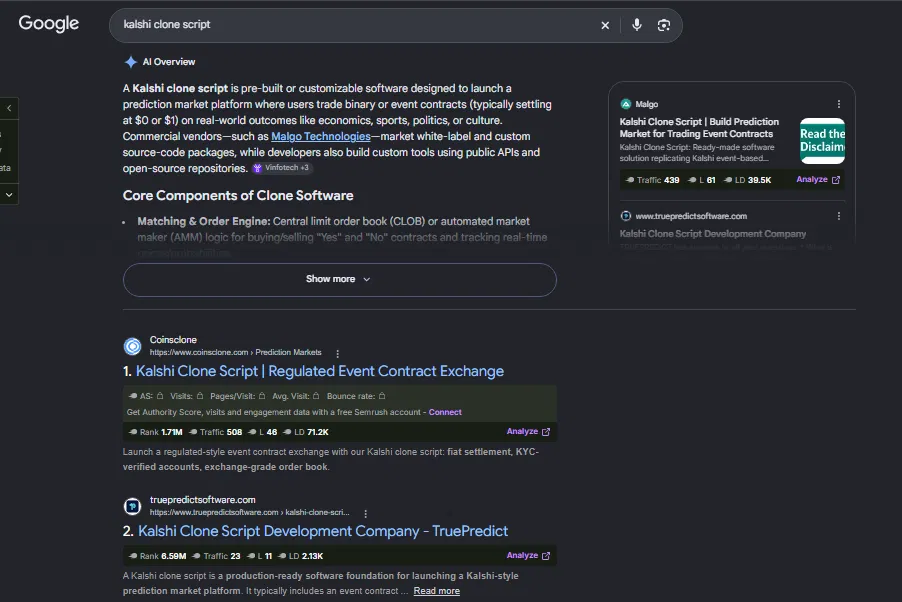 Google
kalshi clone script
AI Overview
A Kalshi clone script is pre-built or customizable software designed to launch a
prediction market platform where users trade binary or event contracts (typically settling
at $0 or $1) on real-world outcomes like economics, sports, politics, or culture.
Commercial vendors—such as Malgo Technologies—market white-label and custom
source-code packages, while developers also build custom tools using public APIs and
open-source repositories. Vinfotech +3
Core Components of Clone Software
• Matching & Order Engine: Central limit order book (CLOB) or automated market
maker (AMM) logic for buying/selling "Yes" and "No" contracts and tracking real-time
Show more
Malgo
Kalshi Clone Script | Build Prediction
Market for Trading Event Contracts
Kalshi Clone Script: Ready-made software
solution replicating Kalshi event-based...
Read the
Disclaim
Traffic 439 L 61 LD 39.5K Analyze
www.truepredictsoftware.com
Kalshi Clone Script Development Company
ata
Coinsclone
https://www.coinsclone.com › Prediction Markets
1. Kalshi Clone Script | Regulated Event Contract Exchange
AS: Visits: Pages/Visit: Avg. Visit: Bounce rate:
Get Authority Score, visits and engagement data with a free Semrush account - Connect
Rank 1.71M Traffic 508 L 46 LD 71.2K Analyze
Launch a regulated-style event contract exchange with our Kalshi clone script: fiat settlement, KYC-
verified accounts, exchange-grade order book.
truepredictsoftware.com
https://www.truepredictsoftware.com › kalshi-clone-scri...
2. Kalshi Clone Script Development Company - TruePredict
Rank 6.59M Traffic 23 L 11 LD 2.13K Analyze
A Kalshi clone script is a production-ready software foundation for launching a Kalshi-style
prediction market platform. It typically includes an event contract ... Read more